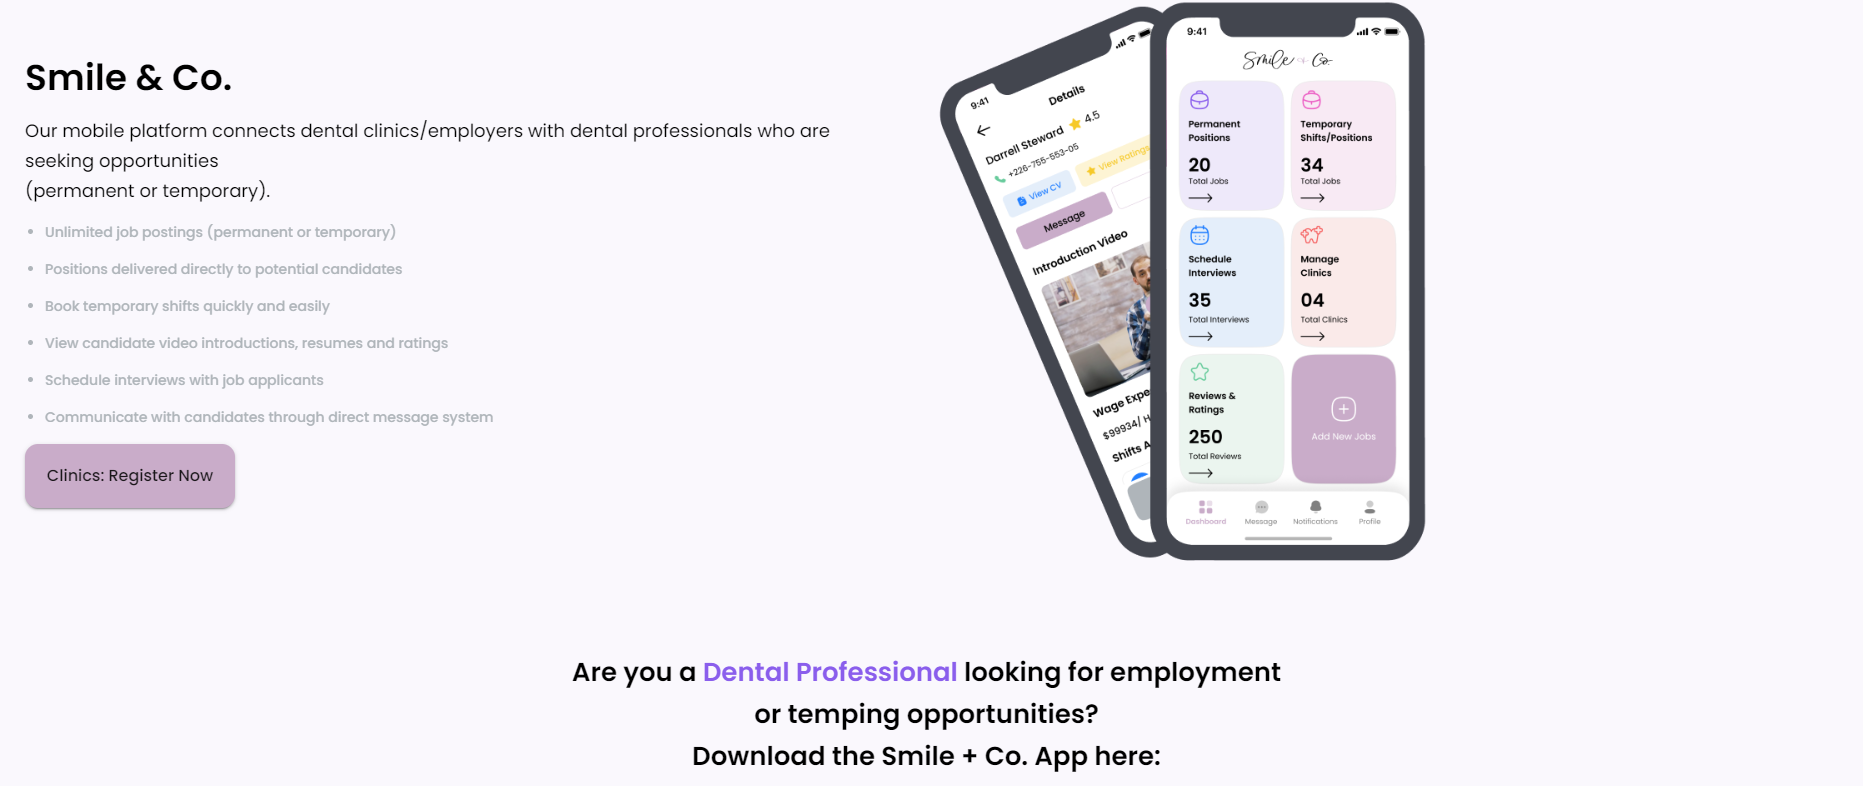 Smile & Co.
Our mobile platform connects dental clinics/employers with dental professionals who are
seeking opportunities
(permanent or temporary).
• Unlimited job postings (permanent or temporary)
• Positions delivered directly to potential candidates
• Book temporary shifts quickly and easily
• View candidate video introductions, resumes and ratings
• Schedule interviews with job applicants
• Communicate with candidates through direct message system
Clinics: Register Now
9:41
Details
Darrell Steward 4.5
+226-755-553-05
View CV
View Ratings
Message
Introduction Video
Wage
$99934/
Shifts
9:41
Smile + Co.
Permanent
Positions
20
Total Jobs
Temporary
Shifts/Positions
34
Total Jobs
Schedule
Interviews
35
Total Interviews
Manage
Clinics
04
Total Clinics
Reviews &
Ratings
250
Total Reviews
Add New Jobs
Dashboard
Message
Notifications
Profile
Are you a Dental Professional looking for employment
or temping opportunities?
Download the Smile + Co. App here: